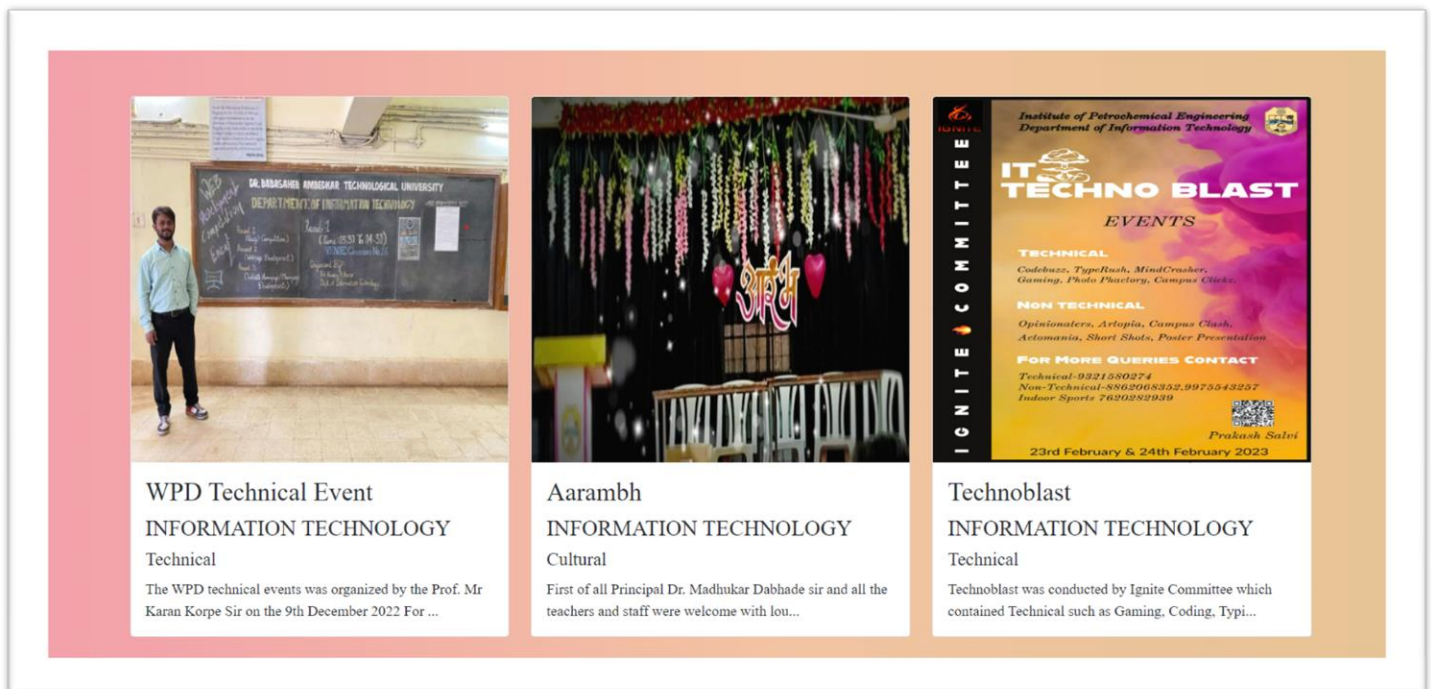 DR. BABASAHEB AMBEDKAR TECHNOLOGICAL UNIVERSITY
DEPARTMENT OF INFORMATION TECHNOLOGY
WEB
Development
Competition
Round-1
आरंभ
IGNITE
IGNITE COMMITTEE
Institute of Petrochemical Engineering
Department of Information Technology
IT
TECHNO BLAST
EVENTS
TECHNICAL
Codebuzz, TypeRush, MindCrasher,
Gaming, Photo Phactory, Campus Clickz.
NON TECHNICAL
Opinionaters, Artopia, Campus Clash,
Actomania, Short Shots, Poster Presentation
FOR MORE QUERIES CONTACT
Technical-9321580274
Non-Technical-8862068352,9975543257
Indoor Sports 7620282939
Prakash Salvi
23rd February & 24th February 2023
WPD Technical Event
INFORMATION TECHNOLOGY
Technical
The WPD technical events was organized by the Prof. Mr
Karan Korpe Sir on the 9th December 2022 For ...
Aarambh
INFORMATION TECHNOLOGY
Cultural
First of all Principal Dr. Madhukar Dabhade sir and all the
teachers and staff were welcome with lou...
Technoblast
INFORMATION TECHNOLOGY
Technical
Technoblast was conducted by Ignite Committee which
contained Technical such as Gaming, Coding, Typi...